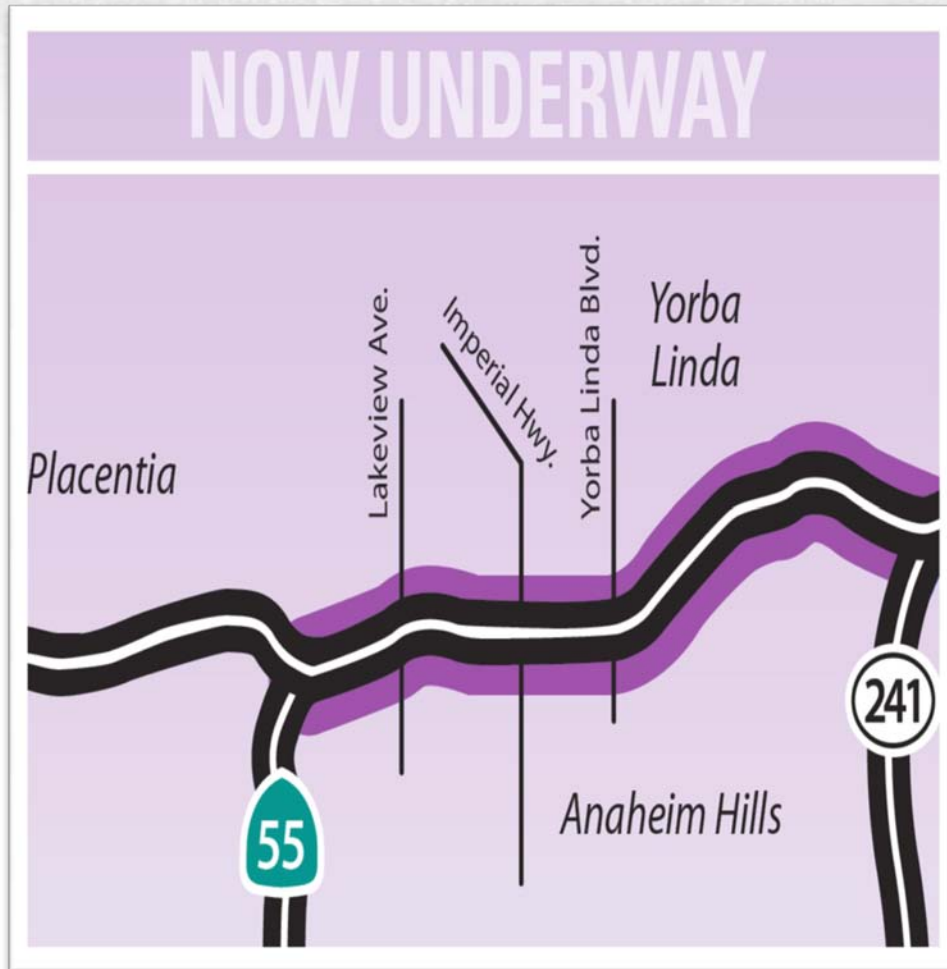 NOW UNDERWAY
Lakeview Ave.
Imperial Hwy.
Yorba Linda Blvd.
Yorba
Linda
Placentia
241
Anaheim Hills
55